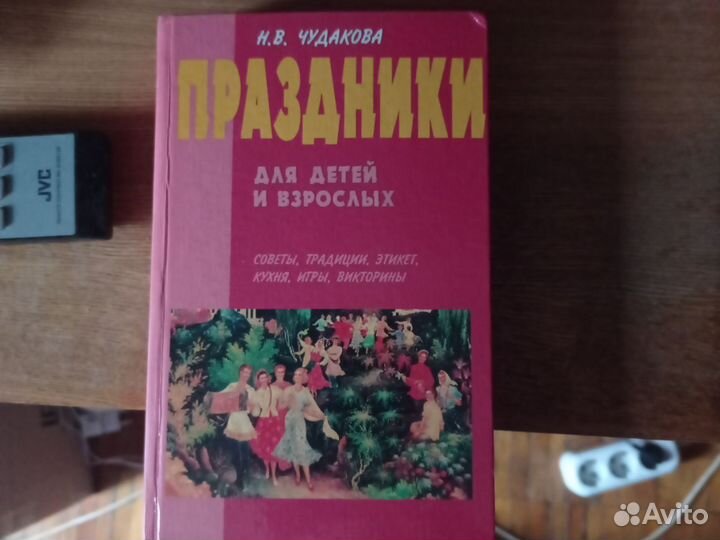 Н.В. ЧУДАКОВА
ПРАЗДНИКИ
ДЛЯ ДЕТЕЙ
И ВЗРОСЛЫХ
СОВЕТЫ, ТРАДИЦИИ, ЭТИКЕТ,
КУХНЯ, ИГРЫ, ВИКТОРИНЫ
JVC
Avito